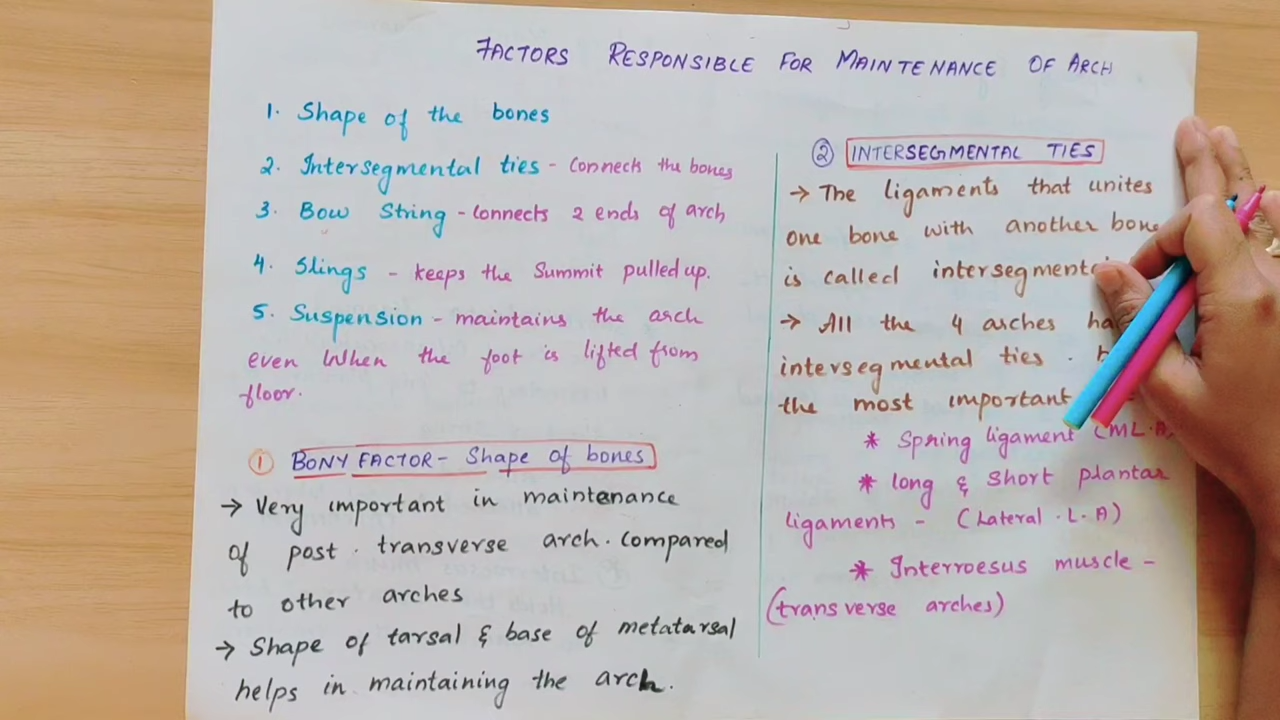 FACTORS RESPONSIBLE FOR MAINTENANCE OF ARCH
1. Shape of the bones
2. Intersegmental ties - connects the bones
3. Bow String - connects 2 ends of arch
4. Slings - keeps the Summit pulled up.
5. Suspension - maintains the arch
even when the foot is lifted from
floor.
① BONY FACTOR - Shape of bones
→ Very important in maintenance
of post. transverse arch. compared
to other arches
→ Shape of tarsal & base of metatarsal
helps in maintaining the arch.
② INTERSEGMENTAL TIES
→ The ligaments that unites
one bone with another bone
is called intersegmental
→ All the 4 arches
intersegmental ties.
the most important
* Spring ligament (ML.A)
* long & short plantar
ligaments - (Lateral.L.A)
* Interroesus muscle -
(transverse arches)